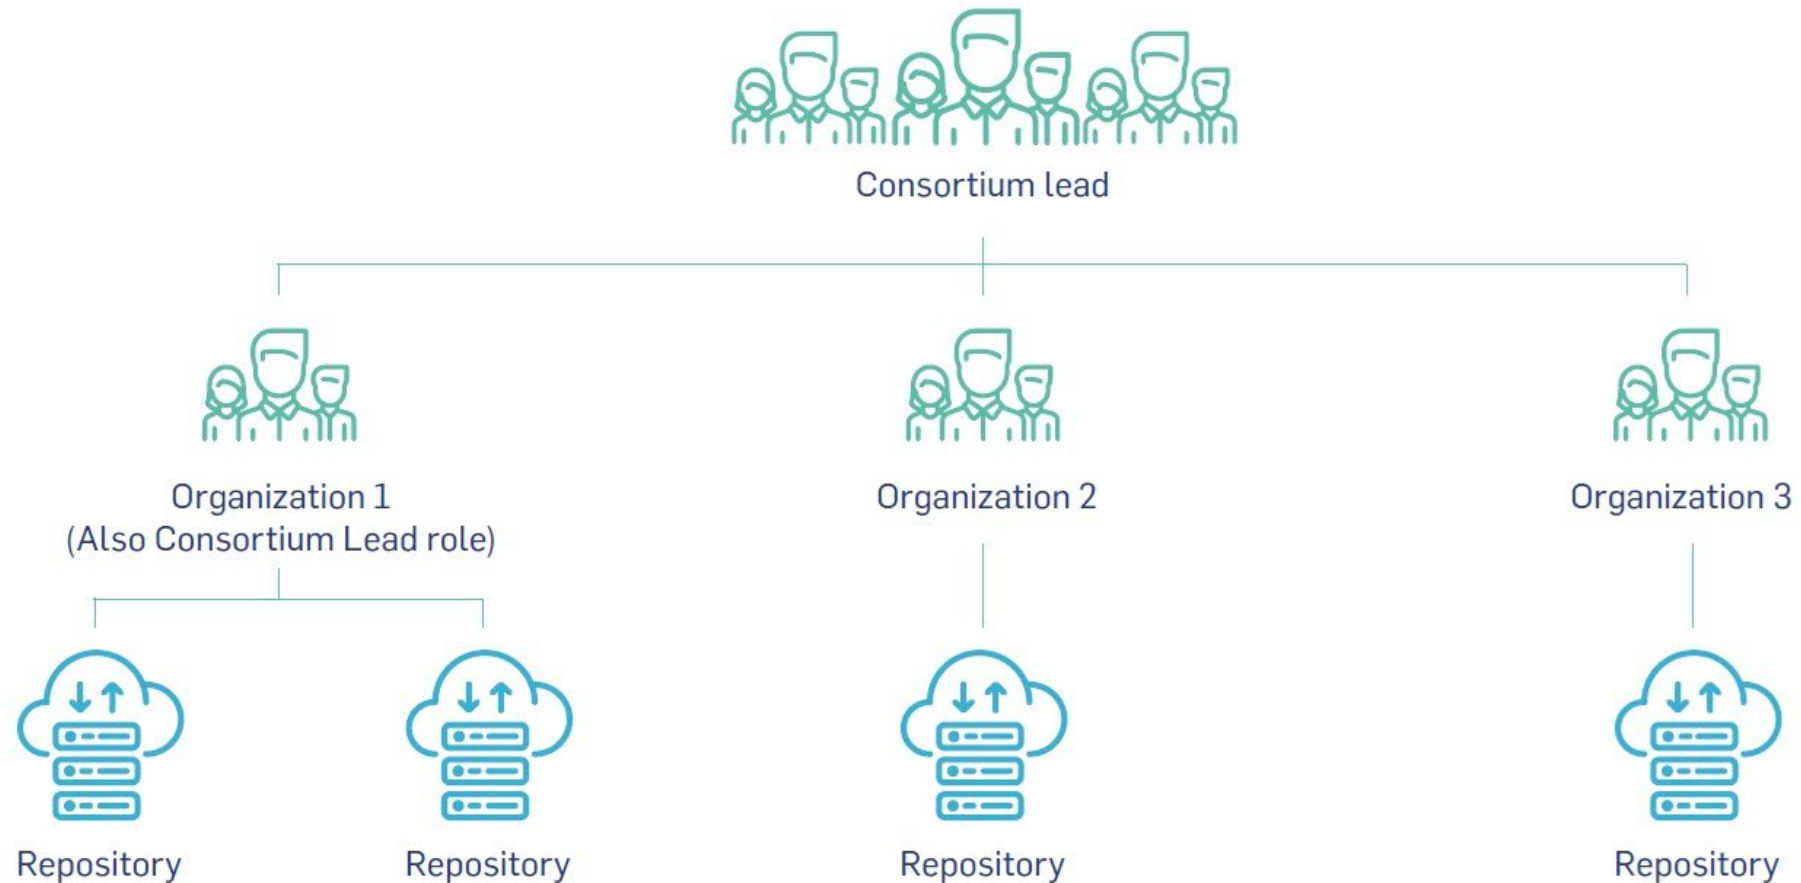 Consortium lead
Organization 1
(Also Consortium Lead role)
Organization 2
Organization 3
Repository
Repository
Repository
Repository